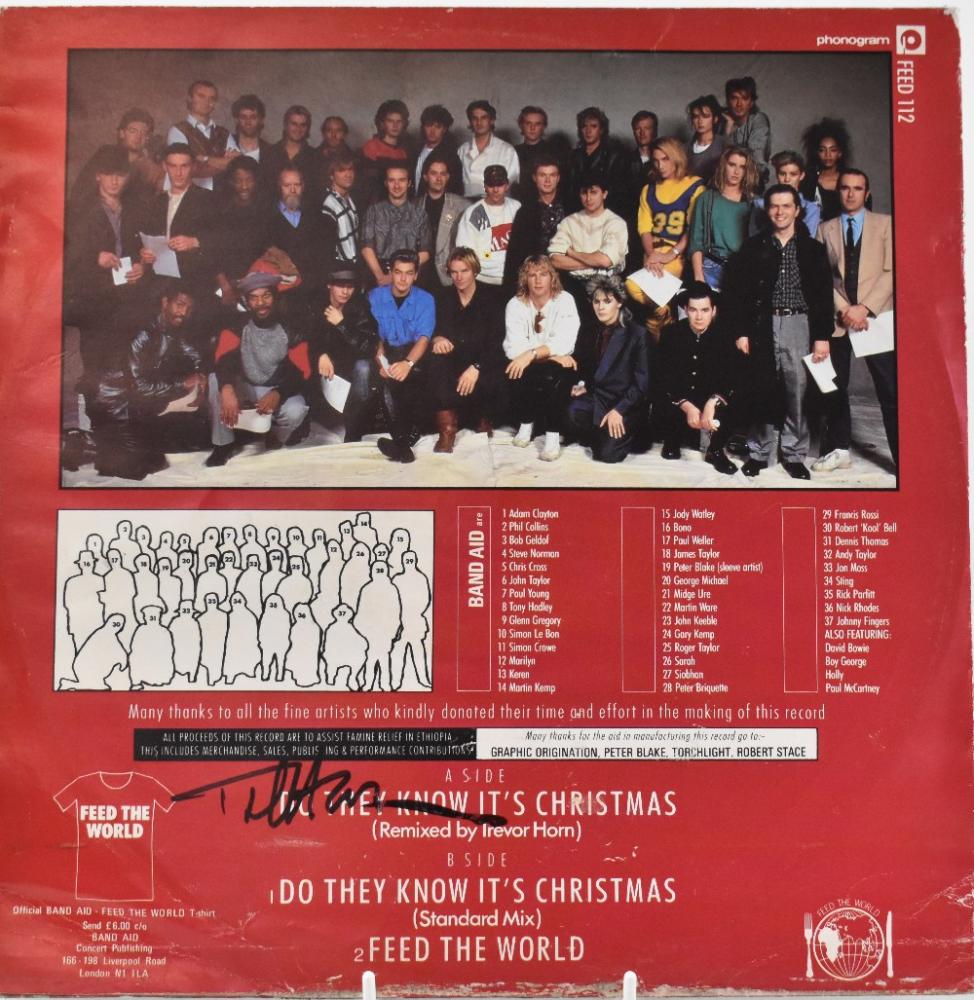 phonogram
FEED 112
39
BAND AID are
1 Adam Clayton
2 Phil Collins
3 Bob Geldof
4 Steve Norman
5 Chris Cross
6 John Taylor
7 Paul Young
8 Tony Hadley
9 Glenn Gregory
10 Simon Le Bon
11 Simon Crowe
12 Marilyn
13 Keren
14 Martin Kemp
15 Jody Watley
16 Bono
17 Paul Weller
18 James Taylor
19 Peter Blake (sleeve artist)
20 George Michael
21 Midge Ure
22 Martin Ware
23 John Keeble
24 Gary Kemp
25 Roger Taylor
26 Sarah
27 Siobhan
28 Peter Briquette
29 Francis Rossi
30 Robert 'Kool' Bell
31 Dennis Thomas
32 Andy Taylor
33 Jon Moss
34 Sting
35 Rick Parfitt
36 Nick Rhodes
37 Johnny Fingers
ALSO FEATURING:
David Bowie
Boy George
Holly
Paul McCartney
Many thanks to all the fine artists who kindly donated their time and effort in the making of this record
ALL PROCEEDS OF THIS RECORD ARE TO ASSIST FAMINE RELIEF IN ETHIOPIA
THIS INCLUDES MERCHANDISE, SALES, PUBLIS ING & PERFORMANCE CONTRIBUTIONS
Many thanks for the aid in manufacturing this record go to:-
GRAPHIC ORIGINATION, PETER BLAKE, TORCHLIGHT, ROBERT STACE
A SIDE
DO THEY KNOW IT'S CHRISTMAS
(Remixed by Trevor Horn)
B SIDE
1 DO THEY KNOW IT'S CHRISTMAS
(Standard Mix)
2 FEED THE WORLD
FEED THE
WORLD
Official BAND AID - FEED THE WORLD T-shirt
Send £6.00 c/o
BAND AID
Concert Publishing
166-198 Liverpool Road
London N1 1LA
FEED THE WORLD